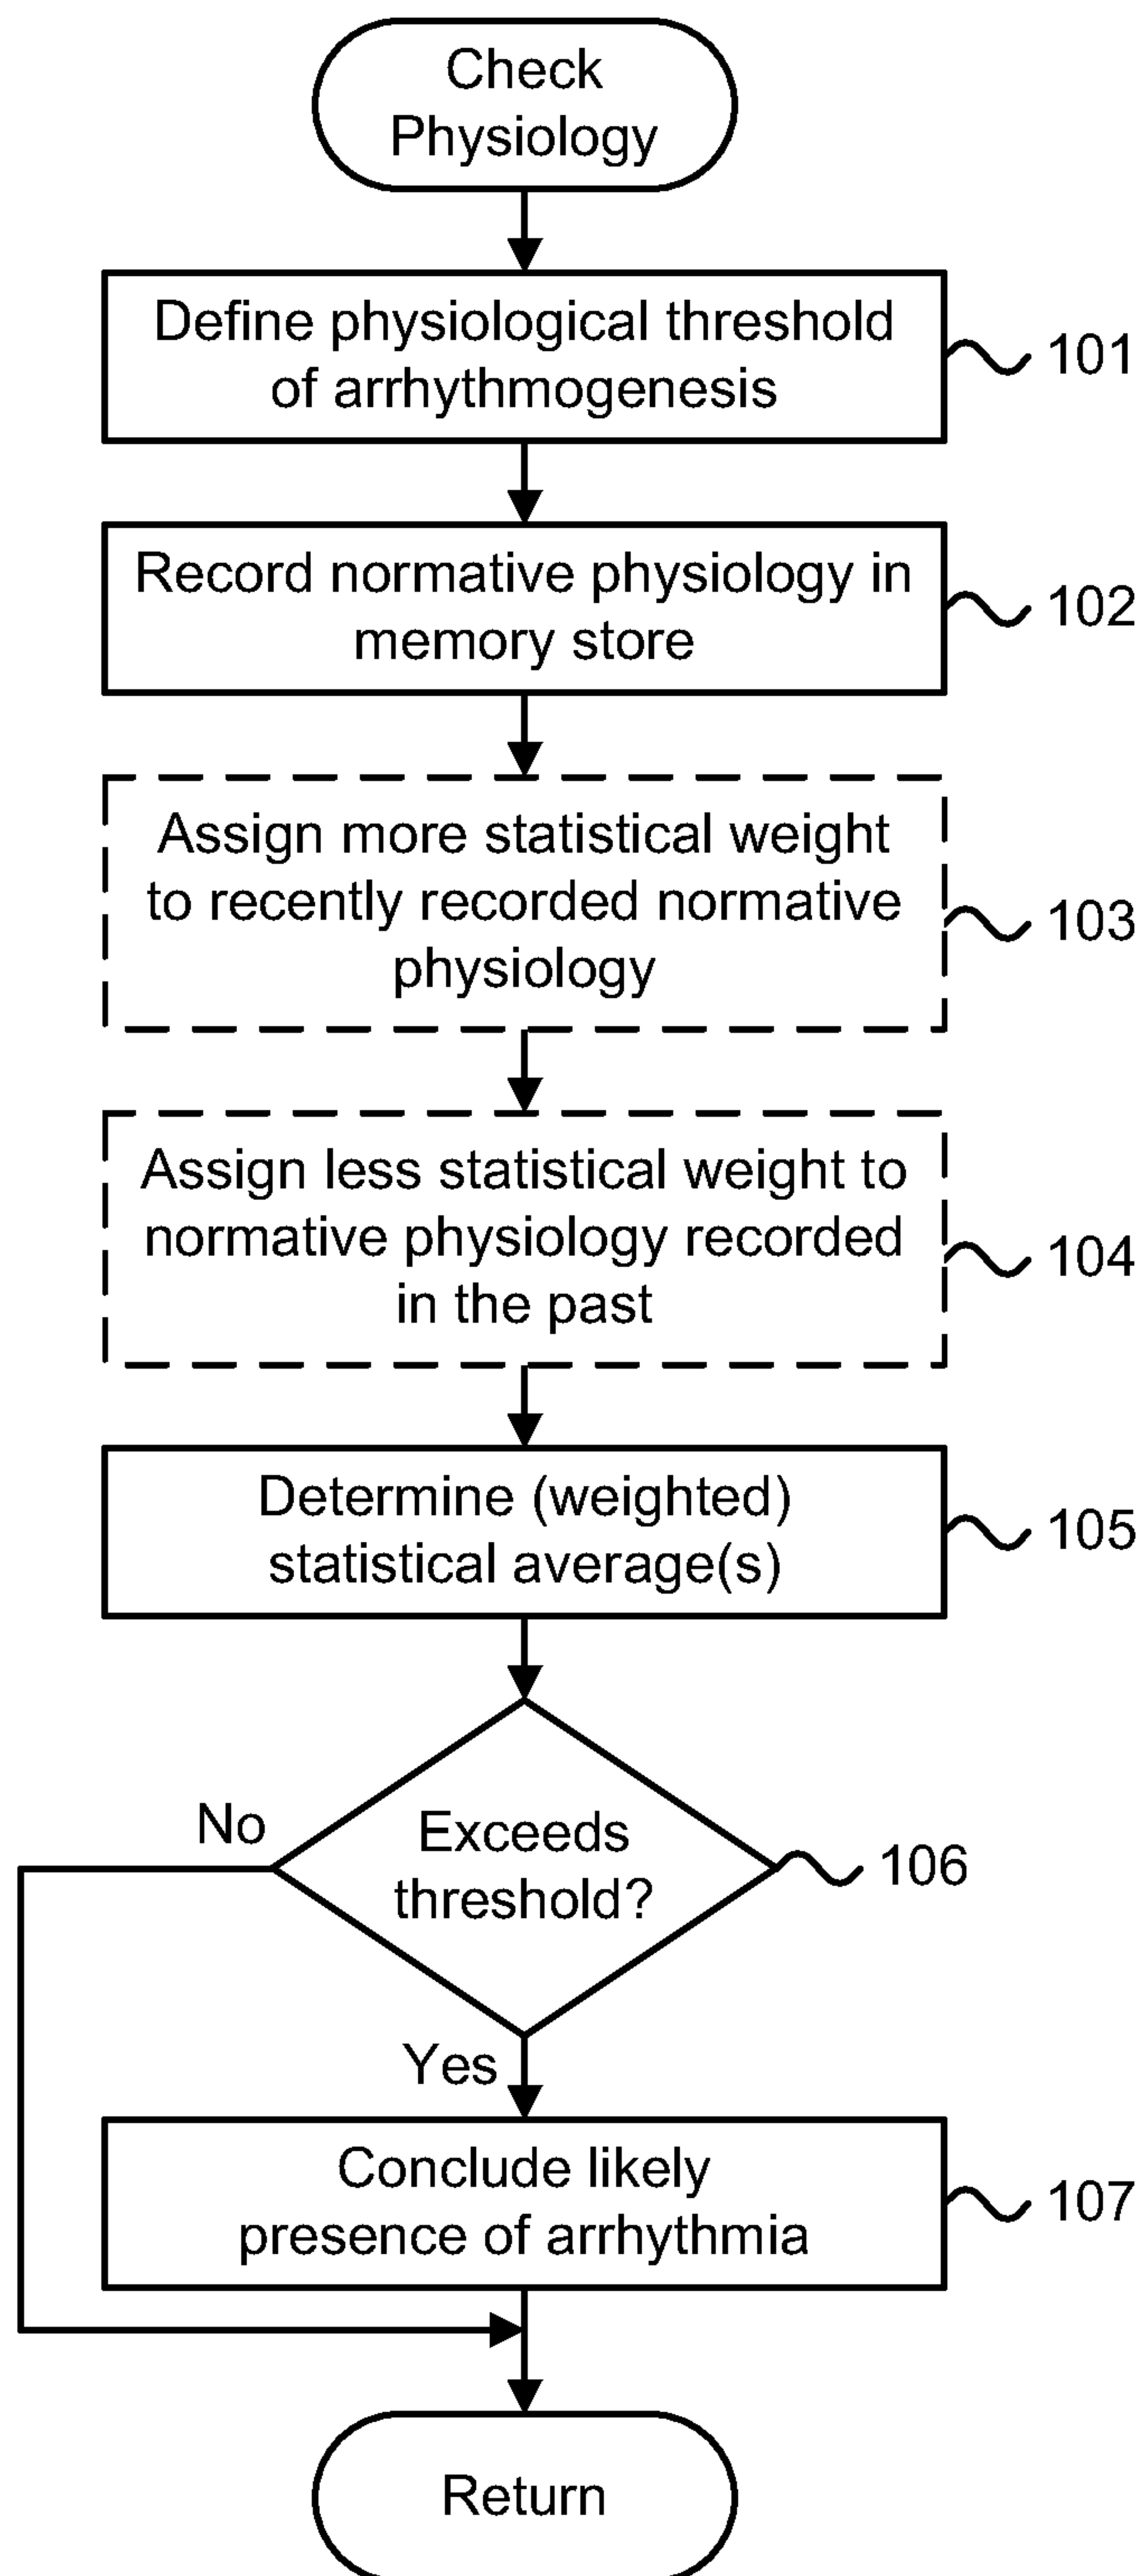 Check
Physiology
Define physiological threshold
of arrhythmogenesis
101
Record normative physiology in
memory store
102
Assign more statistical weight
to recently recorded normative
physiology
103
Assign less statistical weight to
normative physiology recorded
in the past
104
Determine (weighted)
statistical average(s)
105
No
Exceeds
threshold?
106
Yes
Conclude likely
presence of arrhythmia
107
Return